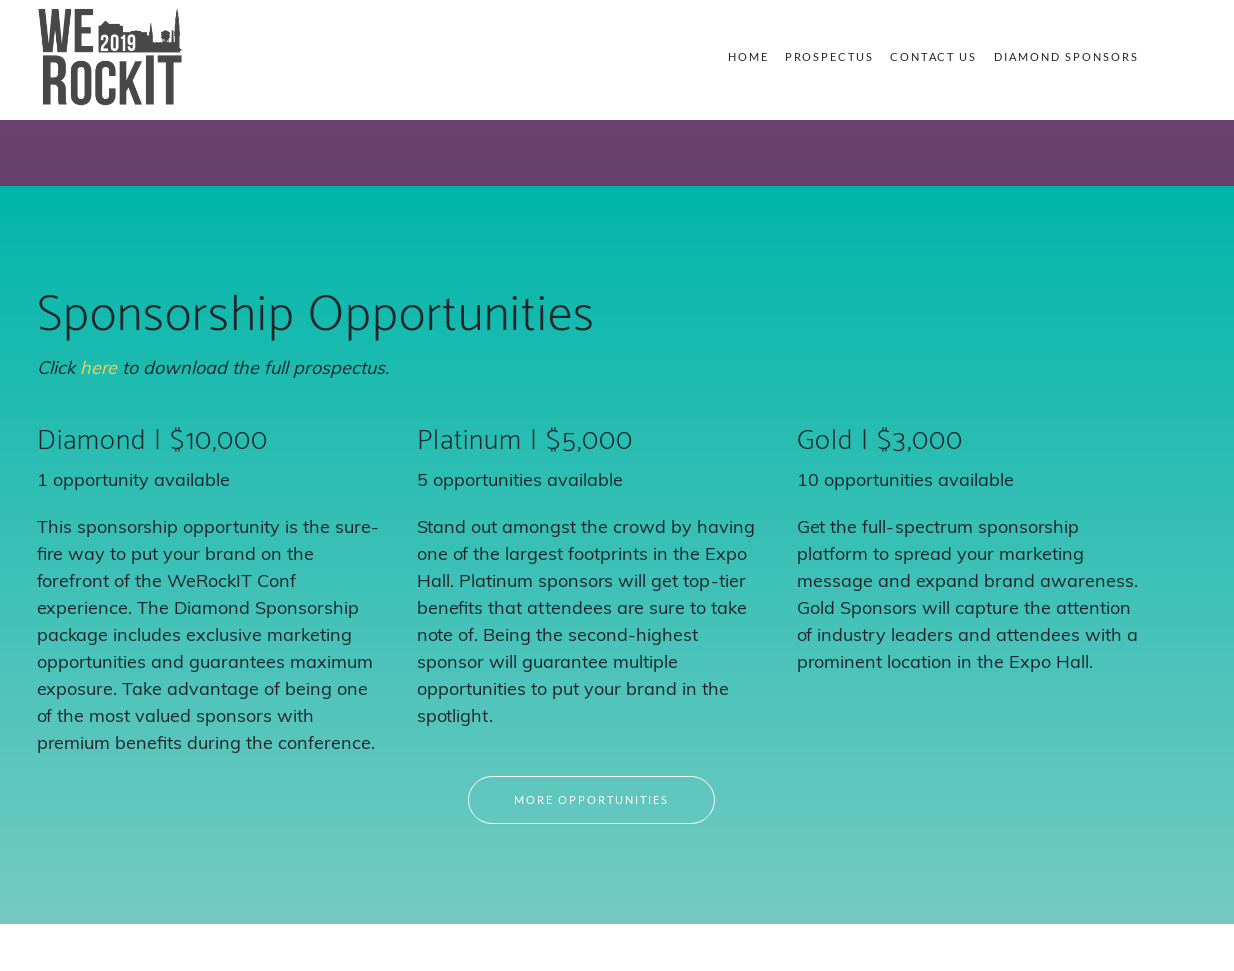 WE
2019
ROCKIT
HOME PROSPECTUS CONTACT US DIAMOND SPONSORS
Sponsorship Opportunities
Click here to download the full prospectus.
Diamond | $10,000
1 opportunity available
This sponsorship opportunity is the sure-
fire way to put your brand on the
forefront of the WeRockIT Conf
experience. The Diamond Sponsorship
package includes exclusive marketing
opportunities and guarantees maximum
exposure. Take advantage of being one
of the most valued sponsors with
premium benefits during the conference.
Platinum | $5,000
5 opportunities available
Stand out amongst the crowd by having
one of the largest footprints in the Expo
Hall. Platinum sponsors will get top-tier
benefits that attendees are sure to take
note of. Being the second-highest
sponsor will guarantee multiple
opportunities to put your brand in the
spotlight.
Gold | $3,000
10 opportunities available
Get the full-spectrum sponsorship
platform to spread your marketing
message and expand brand awareness.
Gold Sponsors will capture the attention
of industry leaders and attendees with a
prominent location in the Expo Hall.
MORE OPPORTUNITIES